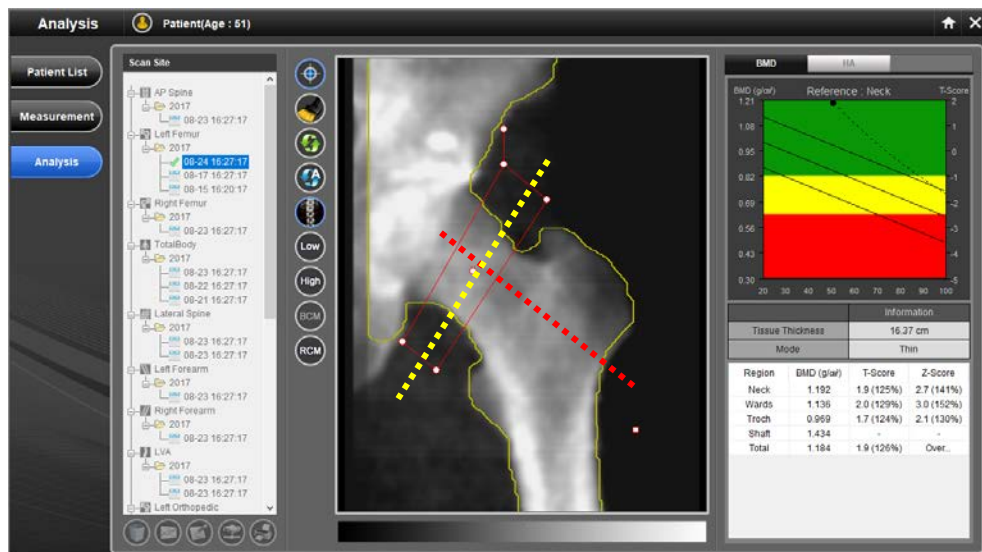 Analysis Patient(Age : 51)
Patient List
Measurement
Analysis
Scan Site
AP Spine
2017
08-23 16:27:17
Left Femur
2017
08-24 16:27:17
08-17 16:27:17
08-15 16:20:17
Right Femur
2017
08-23 16:27:17
TotalBody
2017
08-23 16:27:17
08-22 16:27:17
08-21 16:27:17
Lateral Spine
2017
08-23 16:27:17
08-23 16:27:17
Left Forearm
2017
08-23 16:27:17
Right Forearm
2017
08-23 16:27:17
LVA
2017
08-23 16:27:17
08-23 16:27:17
Left Orthopedic
A
Low
High
BCM
RCM
BMD HA
BMD (g/㎠) Reference : Neck T-Score
1.21 2
1.08 1
0.95 0
0.82 -1
0.69 -2
0.56 -3
0.43 -4
0.30 -5
20 30 40 50 60 70 80 90 100
Information
Tissue Thickness 16.37 cm
Mode Thin
Region BMD (g/㎠) T-Score Z-Score
Neck 1.192 1.9 (125%) 2.7 (141%)
Wards 1.136 2.0 (129%) 3.0 (152%)
Troch 0.969 1.7 (124%) 2.1 (130%)
Shaft 1.434 - -
Total 1.184 1.9 (126%) Over...